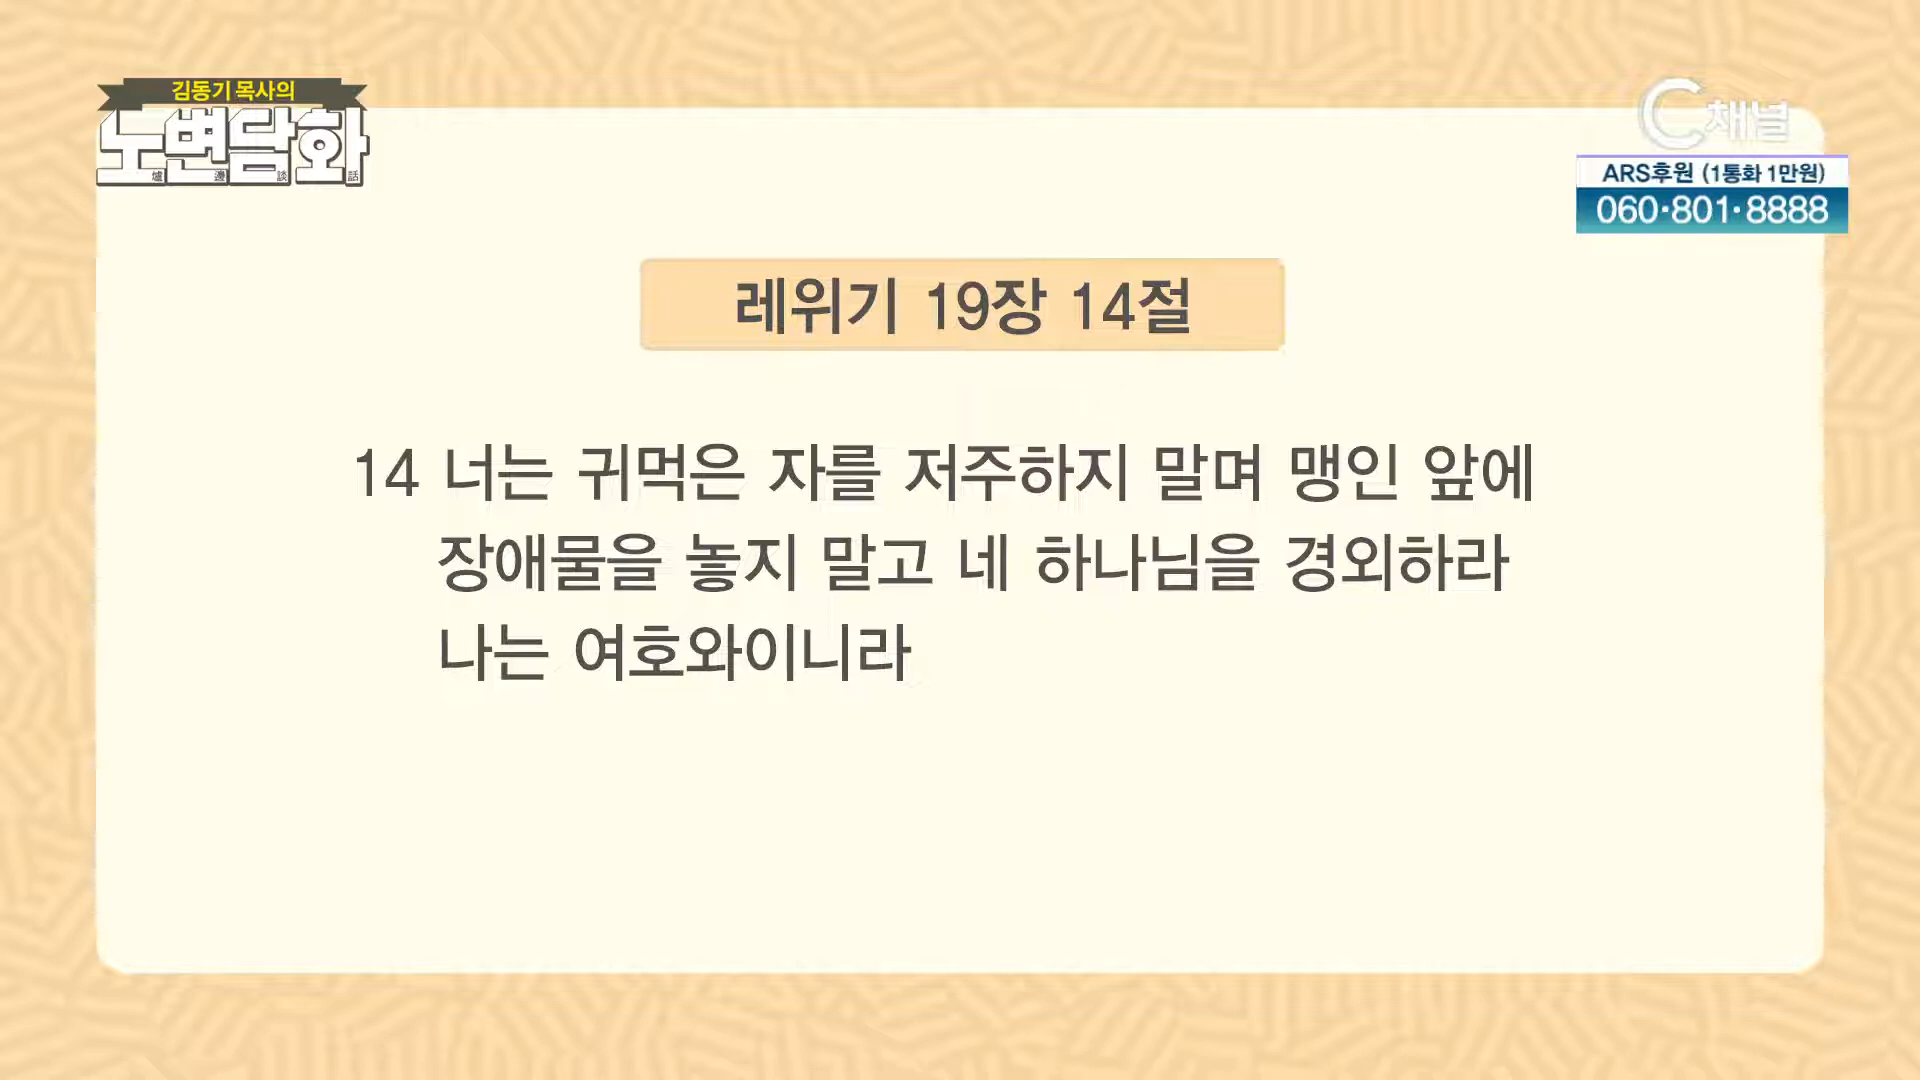 김동기 목사의
노변담화
爐 邊 談 話
C채널
ARS후원 (1통화 1만원)
060·801·8888
레위기 19장 14절
14 너는 귀먹은 자를 저주하지 말며 맹인 앞에
장애물을 놓지 말고 네 하나님을 경외하라
나는 여호와이니라